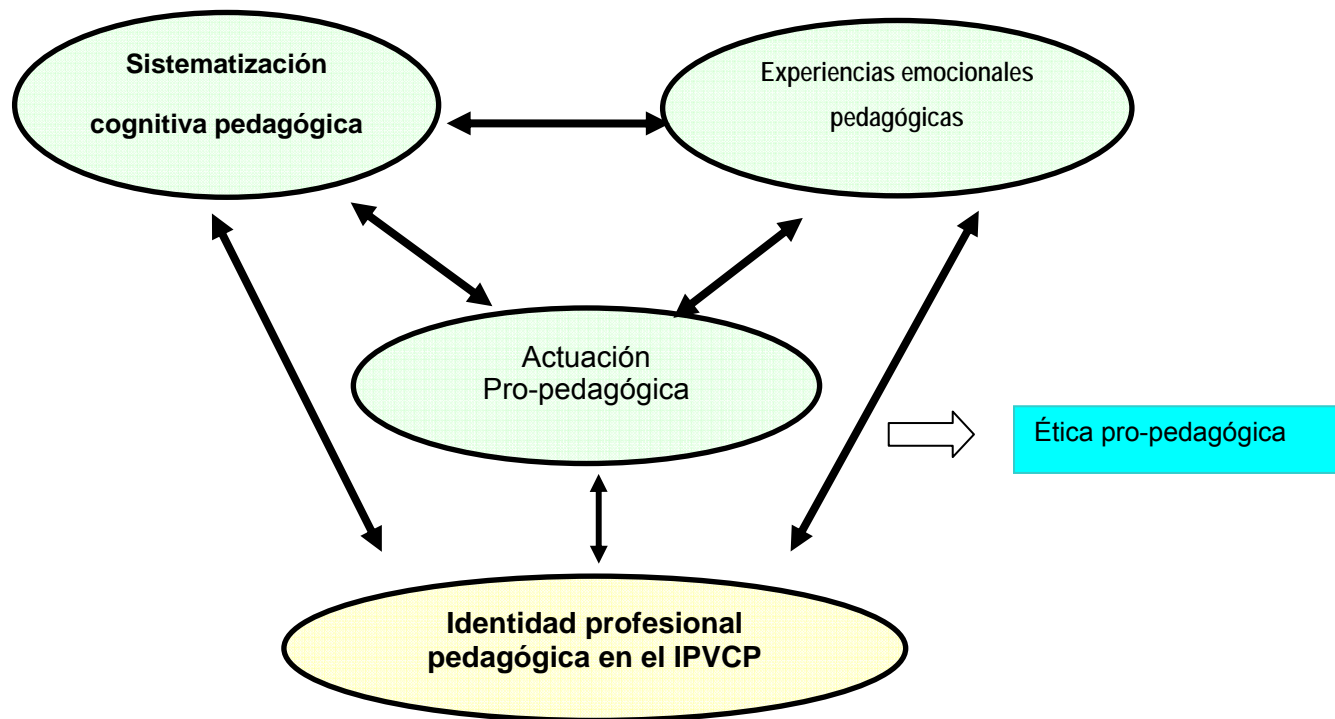 Sistematización
cognitiva pedagógica
Experiencias emocionales
pedagógicas
Actuación
Pro-pedagógica
Ética pro-pedagógica
Identidad profesional
pedagógica en el IPVCP